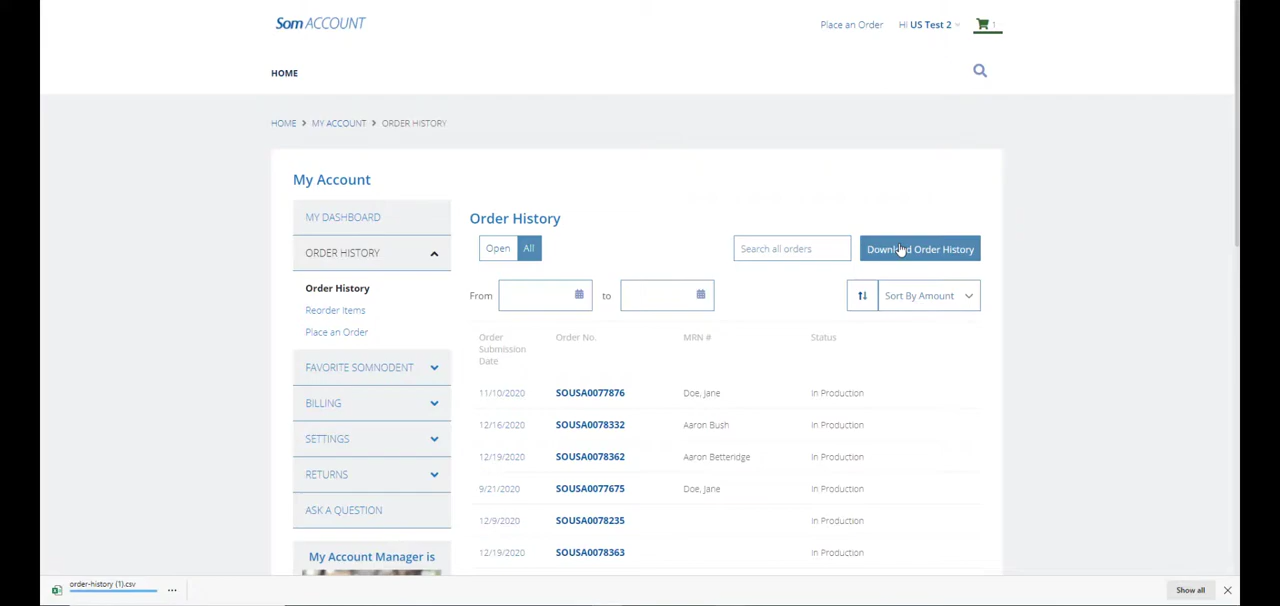 Som ACCOUNT
Place an Order
Hi US Test 2
1
HOME
HOME > MY ACCOUNT > ORDER HISTORY
My Account
MY DASHBOARD
ORDER HISTORY
Order History
Reorder Items
Place an Order
FAVORITE SOMNODENT
BILLING
SETTINGS
RETURNS
ASK A QUESTION
My Account Manager is
Order History
Open All
Search all orders
Download Order History
From to
Sort By Amount
Order Submission Date Order No. MRN # Status
11/10/2020 SOUSA0077876 Doe, Jane In Production
12/16/2020 SOUSA0078332 Aaron Bush In Production
12/19/2020 SOUSA0078362 Aaron Betteridge In Production
9/21/2020 SOUSA0077675 Doe, Jane In Production
12/9/2020 SOUSA0078235 In Production
12/19/2020 SOUSA0078363 In Production
order-history (1).csv
Show all